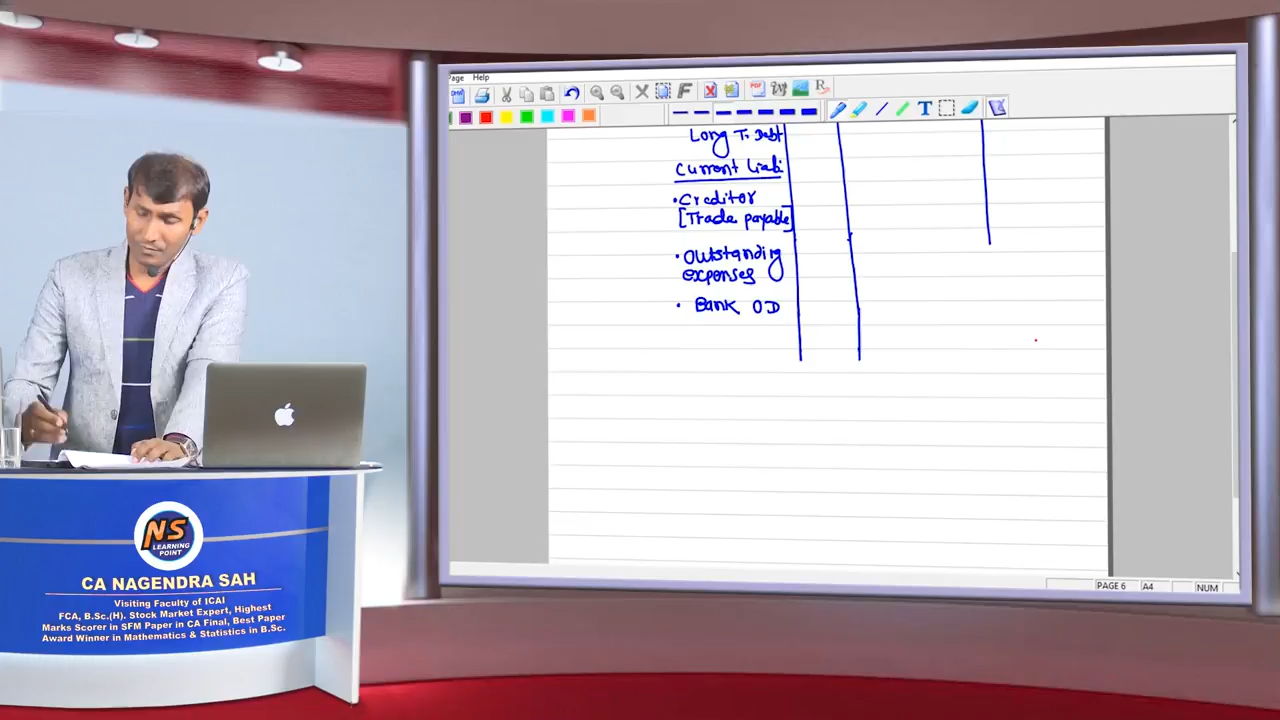 Page Help
Long T. Debt
Current Liabi
• Creditor
[Trade payable]
• Outstanding
expenses
• Bank OD
PAGE 6 A4 NUM
NS
LEARNING
POINT
CA NAGENDRA SAH
Visiting Faculty of ICAI
FCA, B.Sc.(H). Stock Market Expert, Highest
Marks Scorer in SFM Paper in CA Final, Best Paper
Award Winner in Mathematics & Statistics in B.Sc.